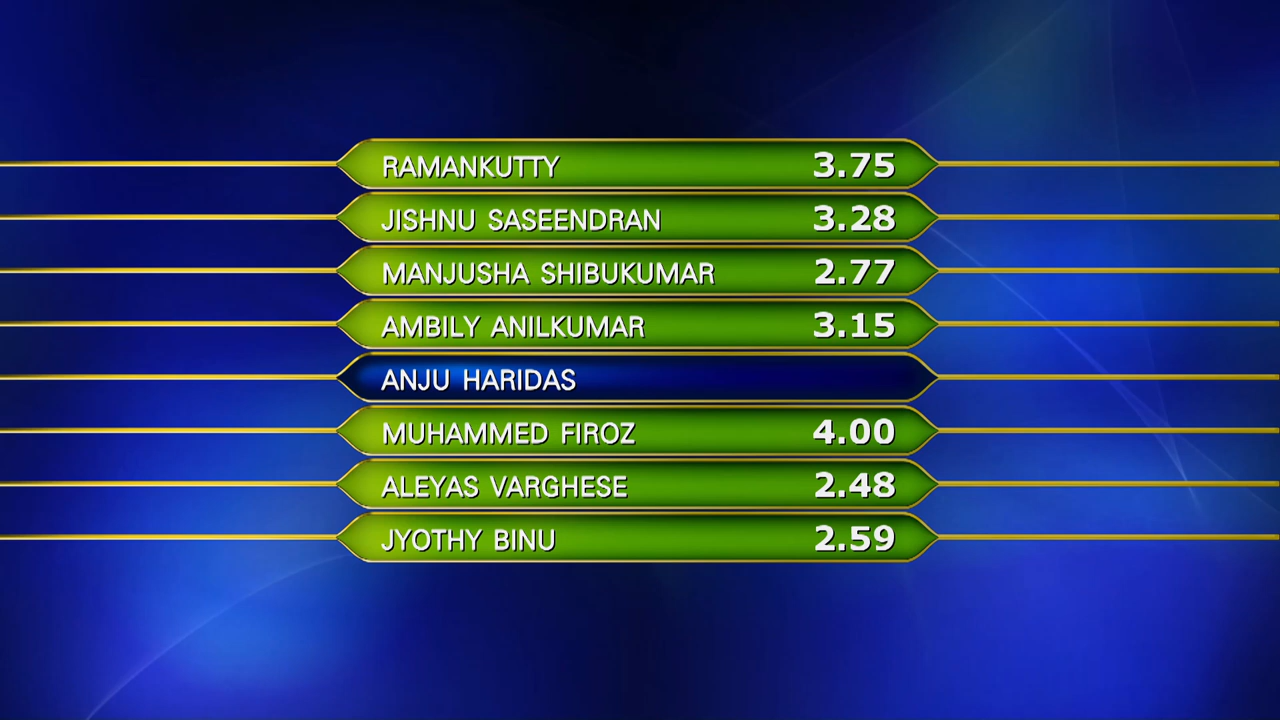 RAMANKUTTY 3.75
JISHNU SASEENDRAN 3.28
MANJUSHA SHIBUKUMAR 2.77
AMBILY ANILKUMAR 3.15
ANJU HARIDAS
MUHAMMED FIROZ 4.00
ALEYAS VARGHESE 2.48
JYOTHY BINU 2.59